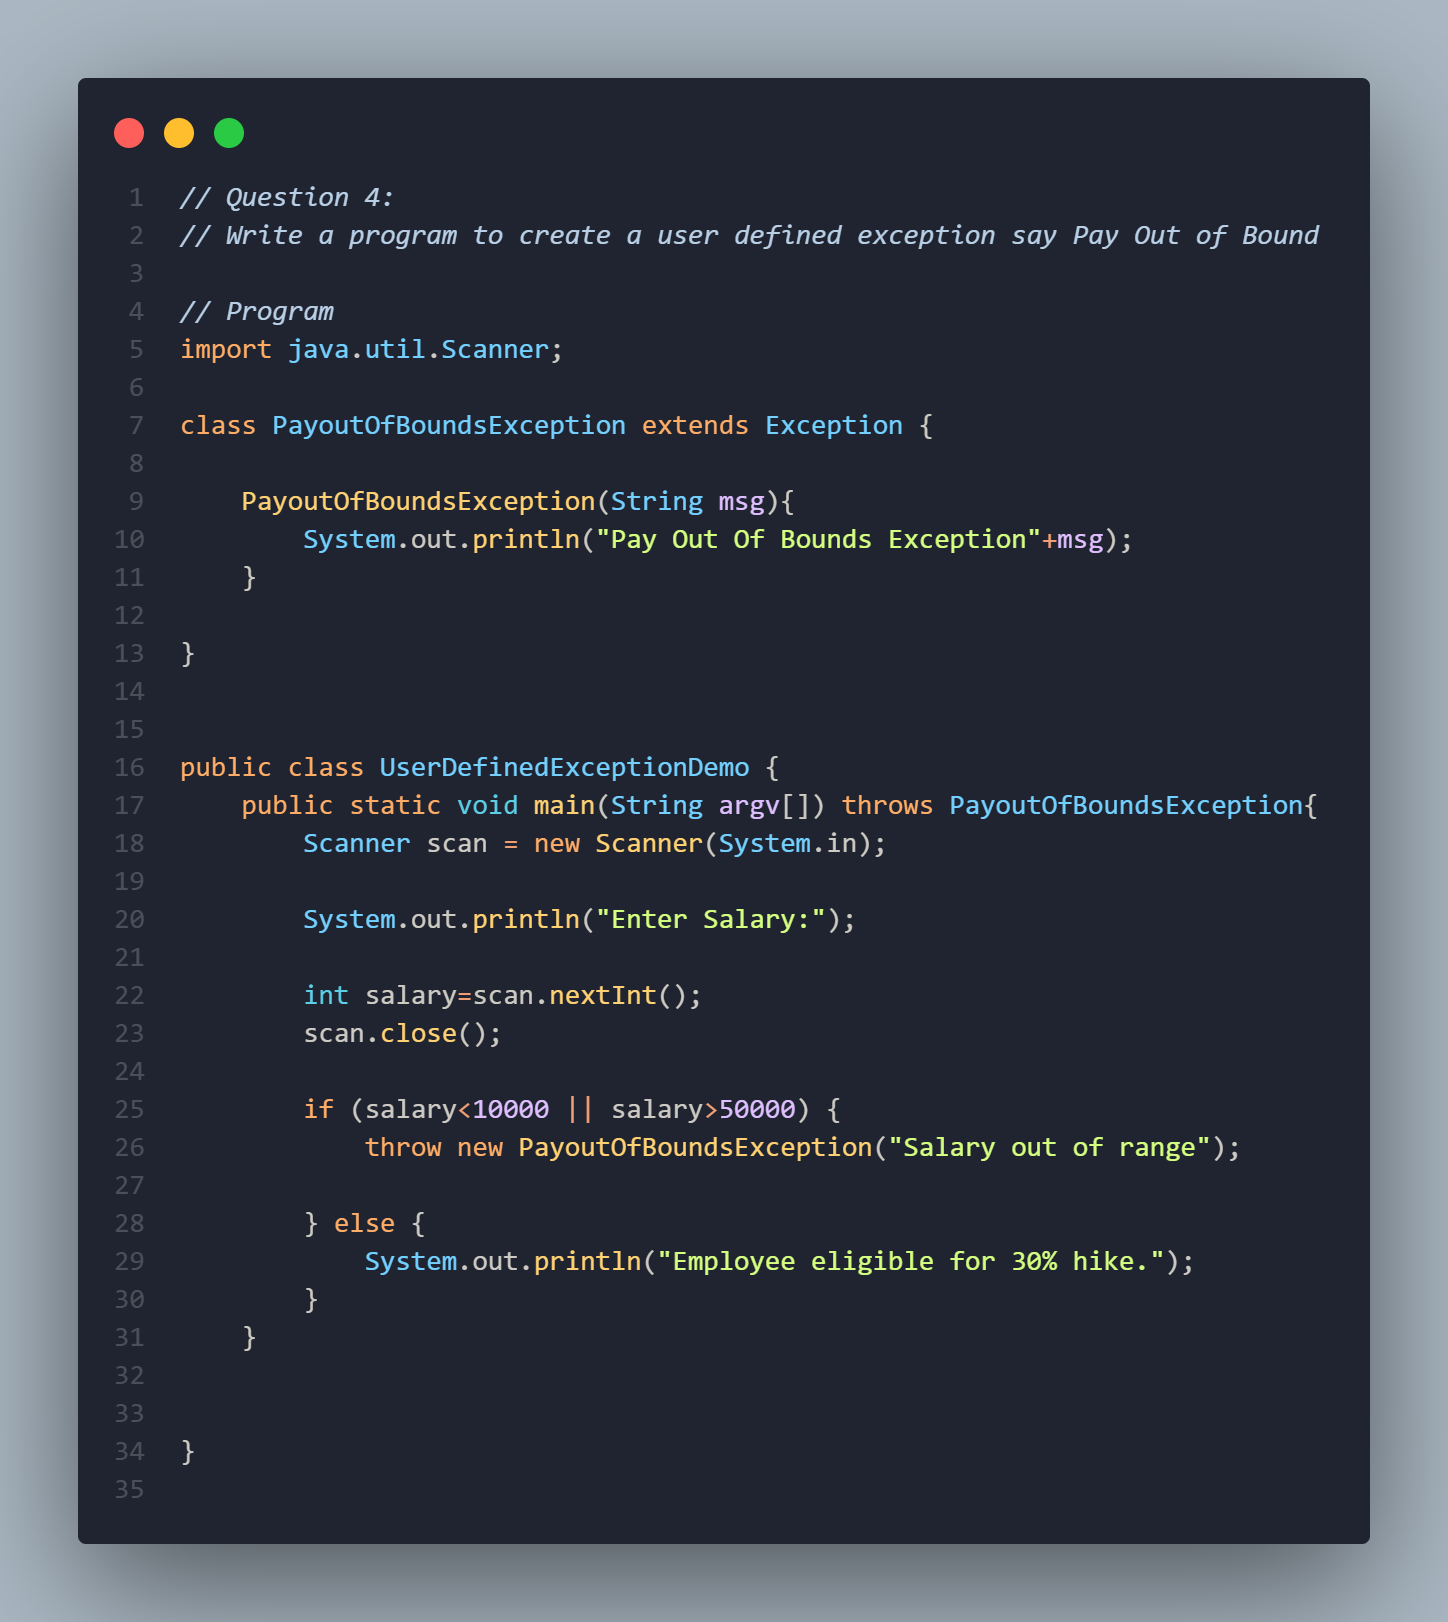 1 // Question 4:
2 // Write a program to create a user defined exception say Pay Out of Bound
3
4 // Program
5 import java.util.Scanner;
6
7 class PayoutOfBoundsException extends Exception {
8
9     PayoutOfBoundsException(String msg){
10         System.out.println("Pay Out Of Bounds Exception"+msg);
11     }
12
13 }
14
15
16 public class UserDefinedExceptionDemo {
17     public static void main(String argv[]) throws PayoutOfBoundsException{
18         Scanner scan = new Scanner(System.in);
19
20         System.out.println("Enter Salary:");
21
22         int salary=scan.nextInt();
23         scan.close();
24
25         if (salary<10000 || salary>50000) {
26             throw new PayoutOfBoundsException("Salary out of range");
27
28         } else {
29             System.out.println("Employee eligible for 30% hike.");
30         }
31     }
32
33
34 }
35